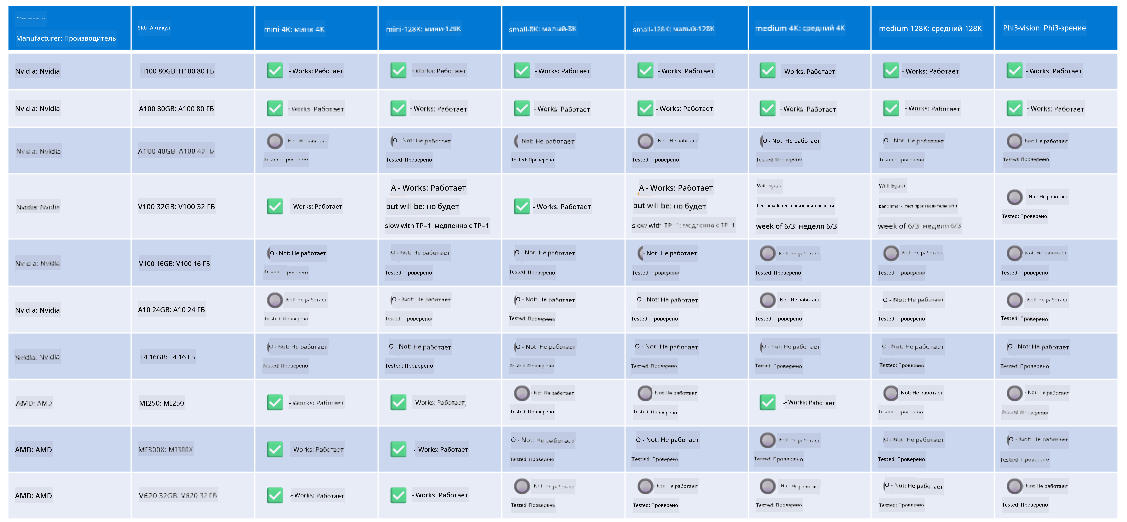 Manufacturer: Производитель
SKU: Артикул
mini 4K: мини 4K
mini-128K: мини-128K
small-8K: малый-8K
small-128K: малый-128K
medium 4K: средний 4K
medium 128K: средний 128K
Phi3-vision: Phi3-зрение
Nvidia: Nvidia
H100 80GB: H100 80 ГБ
✅ - Works: Работает
✅ - Works: Работает
✅ - Works: Работает
✅ - Works: Работает
✅ - Works: Работает
✅ - Works: Работает
✅ - Works: Работает
Nvidia: Nvidia
A100 80GB: A100 80 ГБ
✅ - Works: Работает
✅ - Works: Работает
✅ - Works: Работает
✅ - Works: Работает
✅ - Works: Работает
✅ - Works: Работает
✅ - Works: Работает
Nvidia: Nvidia
A100 40GB: A100 40 ГБ
Not: Не работает
Tested: Проверено
O - Not: Не работает
Tested: Проверено
Not: Не работает
Tested: Проверено
Not: Не работает
Tested: Проверено
O - Not: Не работает
Tested: Проверено
O - Not: Не работает
Tested: Проверено
Not: Не работает
Tested: Проверено
Nvidia: Nvidia
V100 32GB: V100 32 ГБ
✅ - Works: Работает
A - Works: Работает
but will be: но будет
slow with TP=1: медленно с TP=1
✅ - Works: Работает
A - Works: Работает
but will be: но будет
slow with TP=1: медленно с TP=1
week of 6/3: неделя 6/3
week of 6/3: неделя 6/3
Not: Не работает
Tested: Проверено
Nvidia: Nvidia
V100 16GB: V100 16 ГБ
O - Not: Не работает
Tested: Проверено
O - Not: Не работает
Tested: Проверено
O - Not: Не работает
Tested: Проверено
Not: Не работает
Tested: Проверено
Not: Не работает
Tested: Проверено
Not: Не работает
Tested: Проверено
Not: Не работает
Tested: Проверено
Nvidia: Nvidia
A10 24GB: A10 24 ГБ
Not: Не работает
Tested: Проверено
O - Not: Не работает
Tested: Проверено
O - Not: Не работает
Tested: Проверено
O - Not: Не работает
Tested: Проверено
Not: Не работает
Tested: Проверено
O - Not: Не работает
Tested: Проверено
Not: Не работает
Tested: Проверено
Nvidia: Nvidia
T4 16GB: T4 16 ГБ
O - Not: Не работает
Tested: Проверено
O - Not: Не работает
Tested: Проверено
O - Not: Не работает
Tested: Проверено
O - Not: Не работает
Tested: Проверено
O - Not: Не работает
Tested: Проверено
O - Not: Не работает
Tested: Проверено
O - Not: Не работает
Tested: Проверено
AMD: AMD
MI250: MI250
✅ - Works: Работает
✅ - Works: Работает
Not: Не работает
Tested: Проверено
Not: Не работает
Tested: Проверено
✅ - Works: Работает
Not: Не работает
Tested: Проверено
Not: Не работает
Tested: Проверено
AMD: AMD
MI300X: MI300X
✅ - Works: Работает
✅ - Works: Работает
O - Not: Не работает
Tested: Проверено
O - Not: Не работает
Tested: Проверено
Not: Не работает
Tested: Проверено
O - Not: Не работает
Tested: Проверено
O - Not: Не работает
Tested: Проверено
AMD: AMD
V620 32GB: V620 32 ГБ
✅ - Works: Работает
✅ - Works: Работает
Not: Не работает
Tested: Проверено
Not: Не работает
Tested: Проверено
Not: Не работает
Tested: Проверено
O - Not: Не работает
Tested: Проверено
Not: Не работает
Tested: Проверено